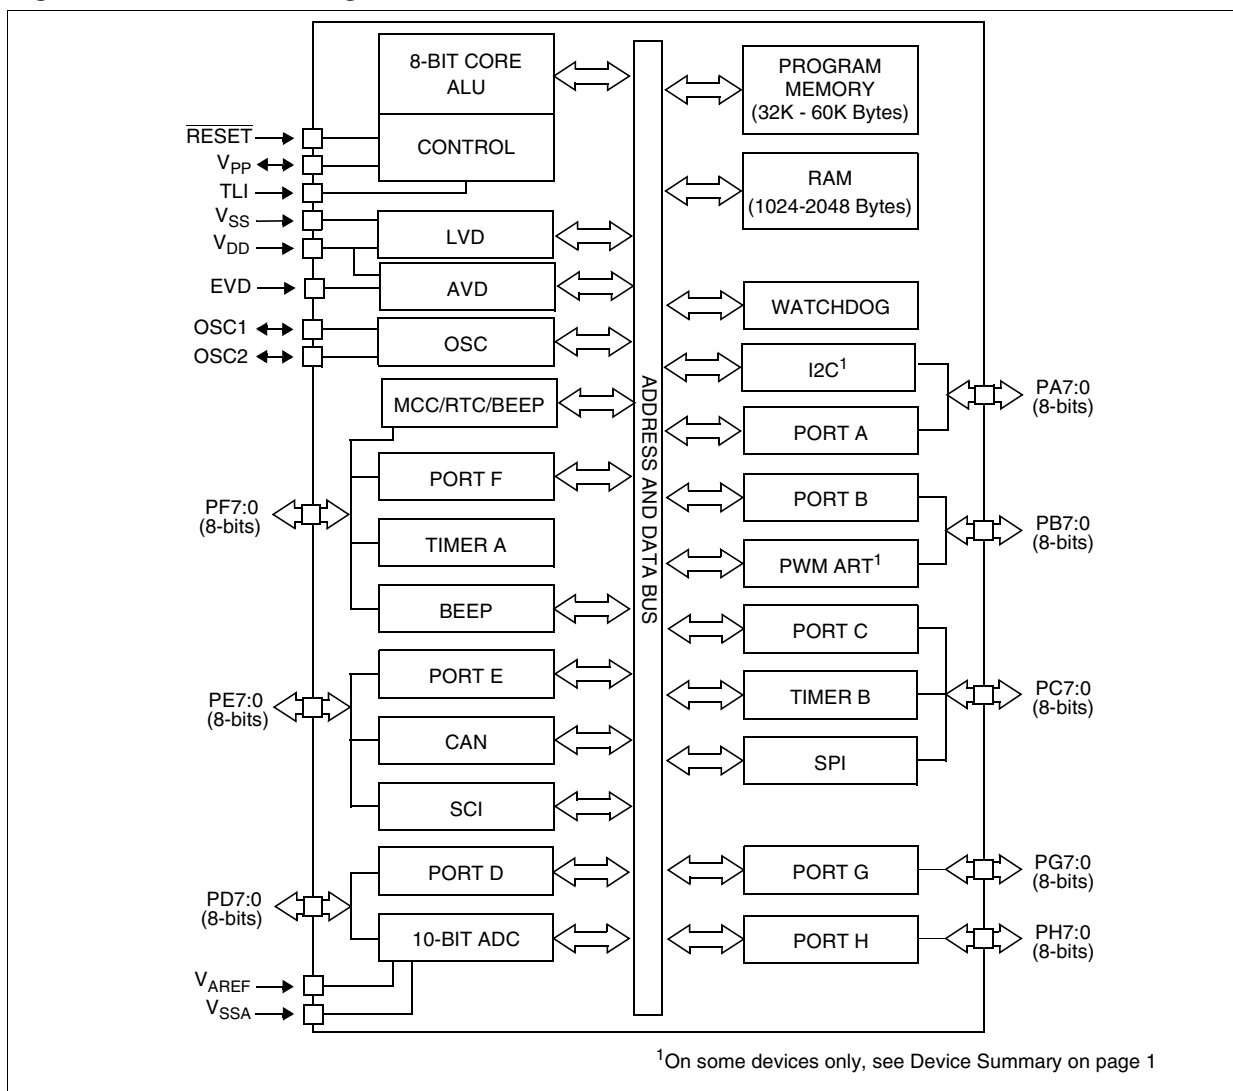 8-BIT CORE
ALU
CONTROL
RESET
VPP
TLI
VSS
VDD
EVD
OSC1
OSC2
LVD
AVD
OSC
MCC/RTC/BEEP
PORT F
TIMER A
BEEP
PF7:0
(8-bits)
PORT E
CAN
SCI
PE7:0
(8-bits)
PORT D
10-BIT ADC
PD7:0
(8-bits)
VAREF
VSSA
ADDRESS AND DATA BUS
PROGRAM
MEMORY
(32K - 60K Bytes)
RAM
(1024-2048 Bytes)
WATCHDOG
I2C1
PORT A
PA7:0
(8-bits)
PORT B
PWM ART1
PB7:0
(8-bits)
PORT C
TIMER B
SPI
PC7:0
(8-bits)
PORT G
PG7:0
(8-bits)
PORT H
PH7:0
(8-bits)
1On some devices only, see Device Summary on page 1